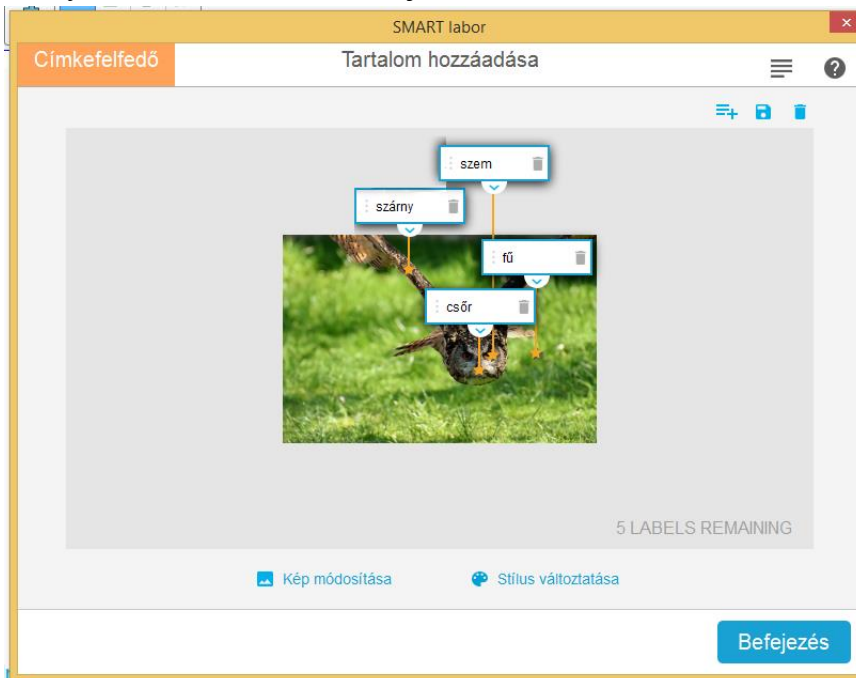 SMART labor
Címkefelfedő
Tartalom hozzáadása
szem
szárny
fű
csőr
5 LABELS REMAINING
Kép módosítása
Stílus változtatása
Befejezés